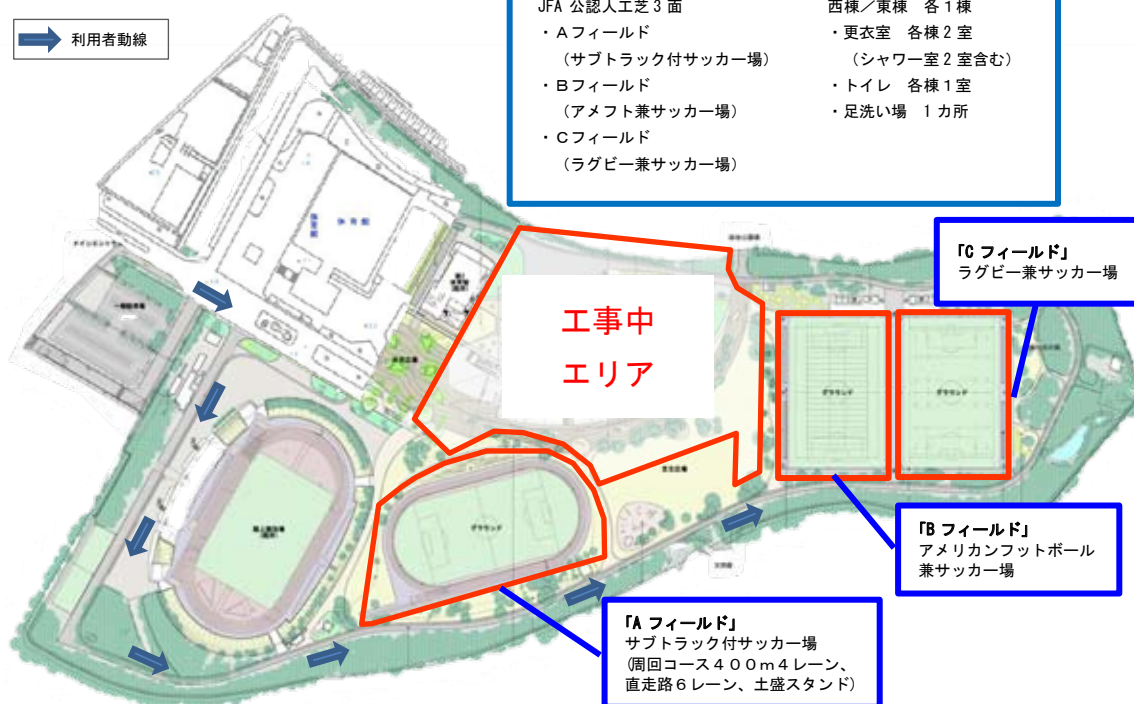 利用者動線
JFA 公認人工芝3面
・Aフィールド
（サブトラック付サッカー場）
・Bフィールド
（アメフト兼サッカー場）
・Cフィールド
（ラグビー兼サッカー場）
西棟／東棟 各1棟
・更衣室 各棟2室
（シャワー室2室含む）
・トイレ 各棟1室
・足洗い場 1カ所
体育館
工事中
エリア
「C フィールド」
ラグビー兼サッカー場
グラウンド
グラウンド
グラウンド
「B フィールド」
アメリカンフットボール
兼サッカー場
「A フィールド」
サブトラック付サッカー場
(周回コース４００ｍ４レーン、
直走路６レーン、土盛スタンド)